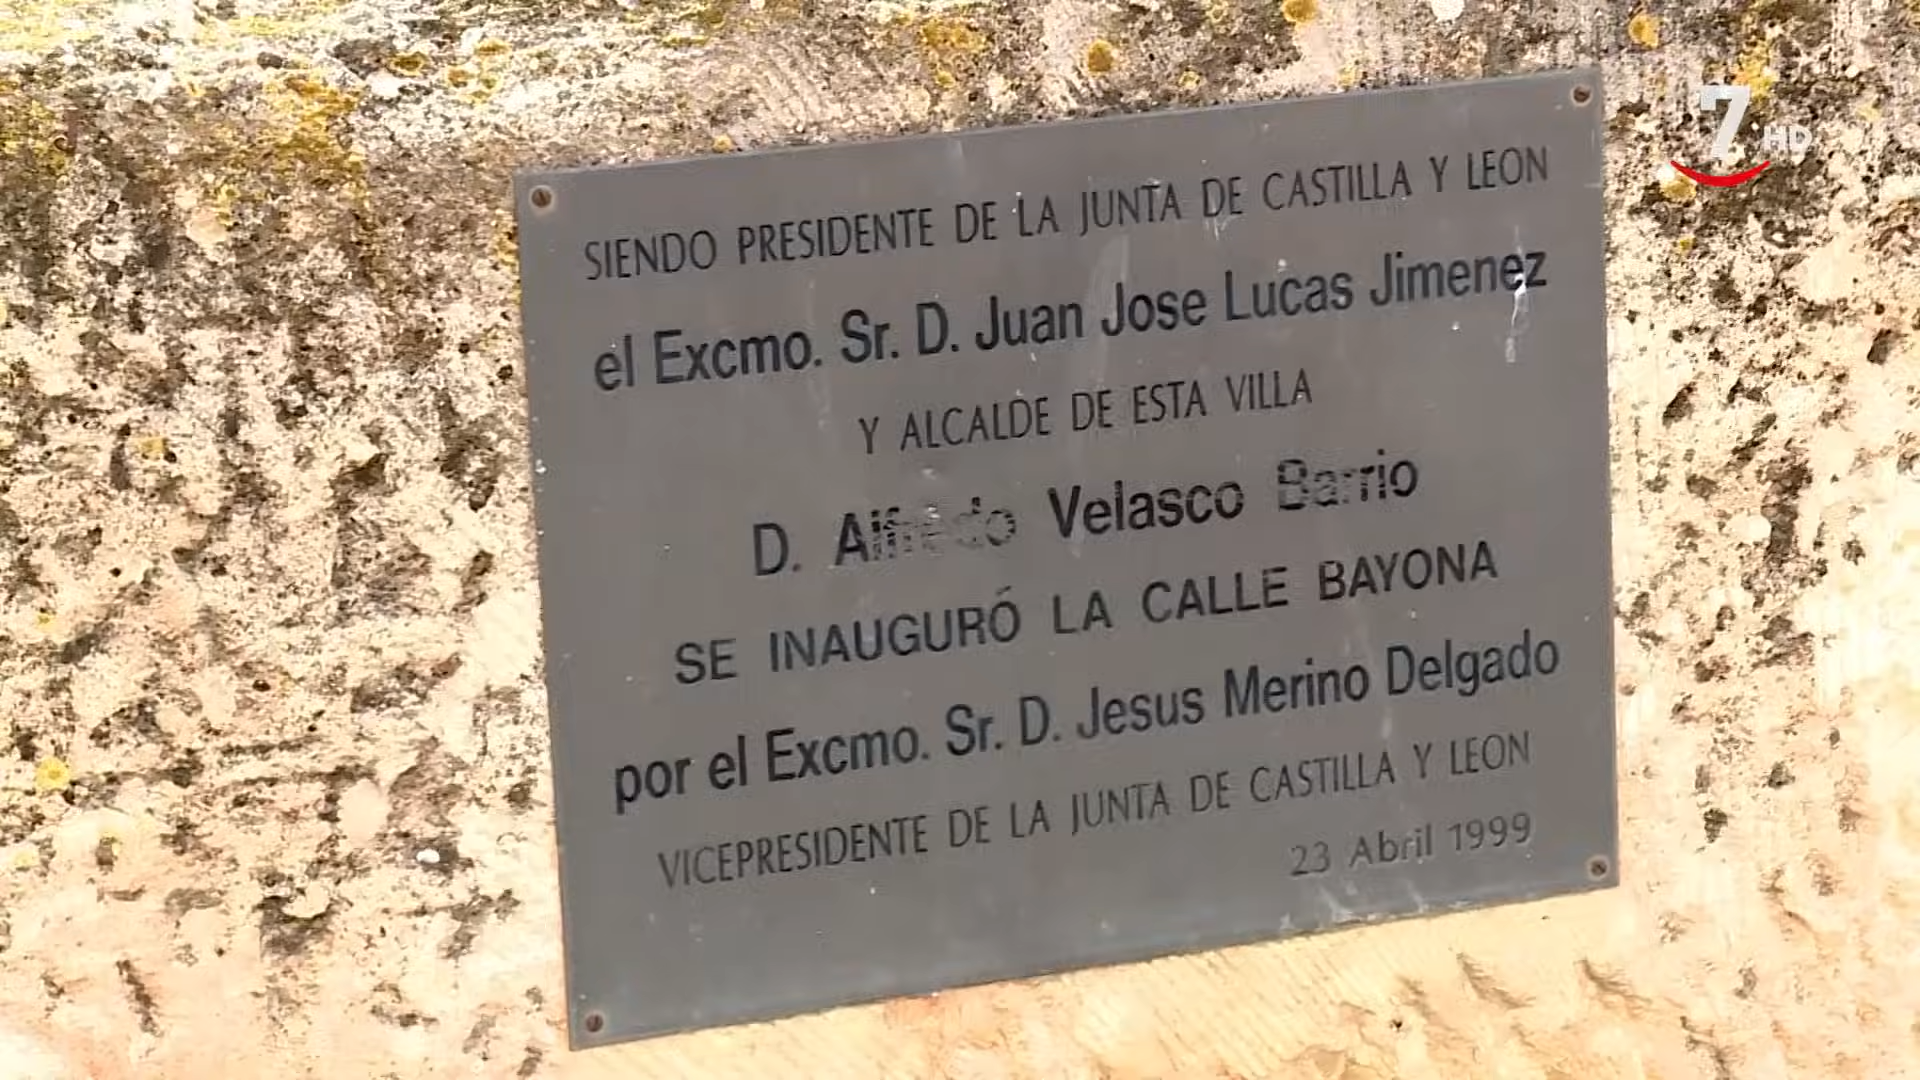 7 HD
SIENDO PRESIDENTE DE LA JUNTA DE CASTILLA Y LEON
el Excmo. Sr. D. Juan Jose Lucas Jimenez
Y ALCALDE DE ESTA VILLA
D. Alfredo Velasco Barrio
SE INAUGURÓ LA CALLE BAYONA
por el Excmo. Sr. D. Jesus Merino Delgado
VICEPRESIDENTE DE LA JUNTA DE CASTILLA Y LEON
23 Abril 1999